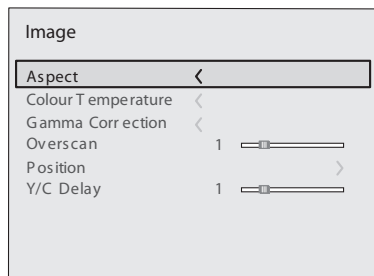 Image
Aspect <
Colour Temperature <
Gamma Correction <
Overscan 1
Position >
Y/C Delay 1